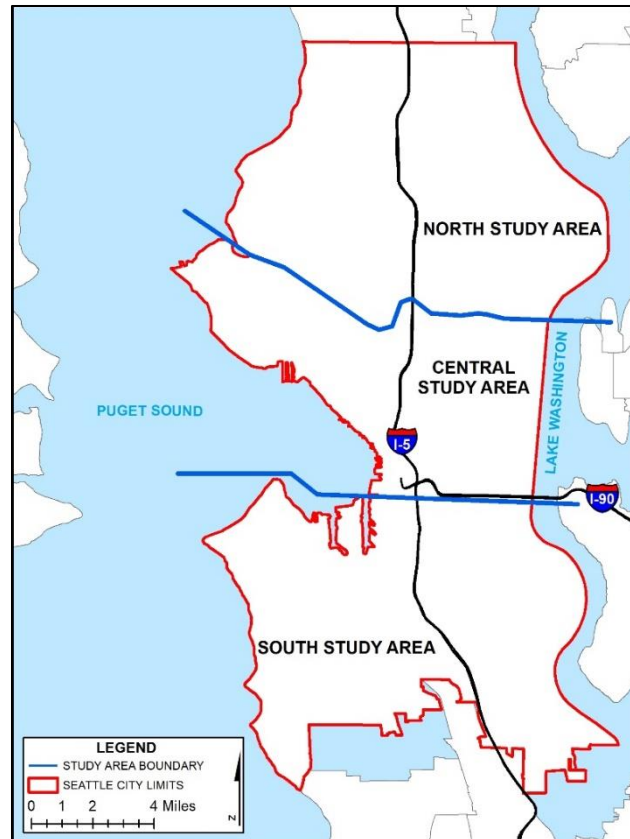 NORTH STUDY AREA
CENTRAL
STUDY AREA
LAKE WASHINGTON
PUGET SOUND
I-5
I-90
SOUTH STUDY AREA
LEGEND
STUDY AREA BOUNDARY
SEATTLE CITY LIMITS
0 1 2 4 Miles
N